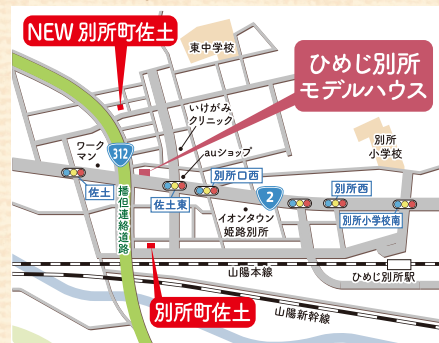 NEW 別所町佐土
東中学校
ひめじ別所
モデルハウス
いけがみ
クリニック
別所
小学校
ワーク
マン
312
auショップ
別所口西
2
佐土
佐土東
別所西
イオンタウン
姫路別所
別所小学校南
播但連絡道路
山陽本線
ひめじ別所駅
別所町佐土
山陽新幹線